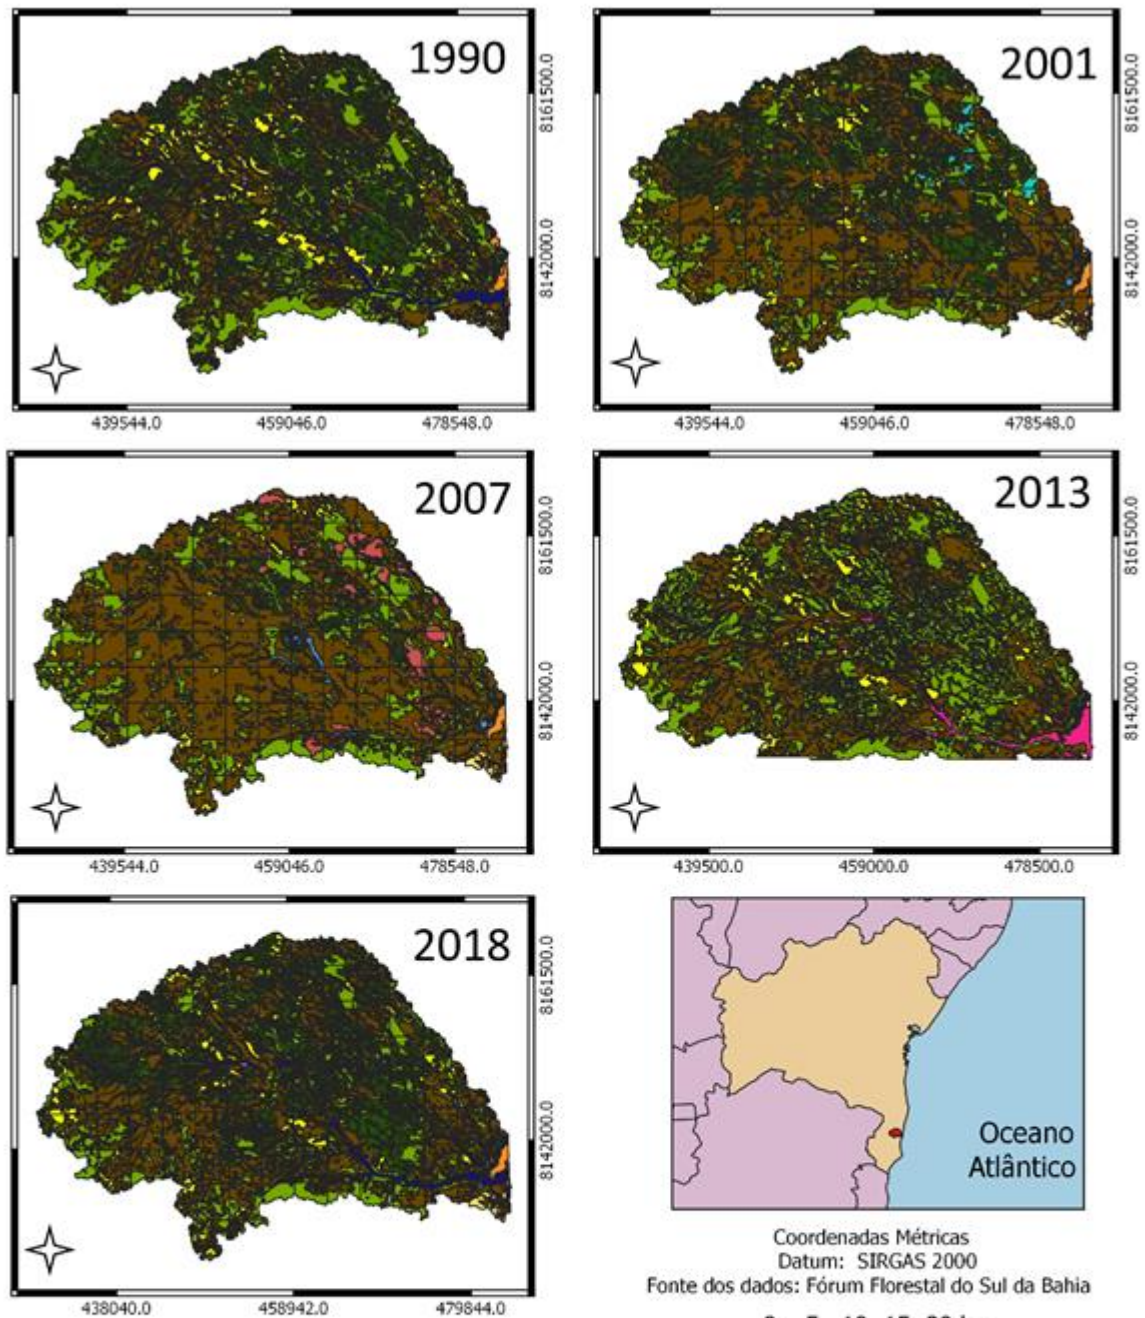 1990
8161500.0
8142000.0
439544.0 459046.0 478548.0
2001
8161500.0
8142000.0
439544.0 459046.0 478548.0
2007
8161500.0
8142000.0
439544.0 459046.0 478548.0
2013
8161500.0
8142000.0
439500.0 459000.0 478500.0
2018
8161500.0
8142000.0
438040.0 458942.0 479844.0
Oceano
Atlântico
Coordenadas Métricas
Datum: SIRGAS 2000
Fonte dos dados: Fórum Florestal do Sul da Bahia